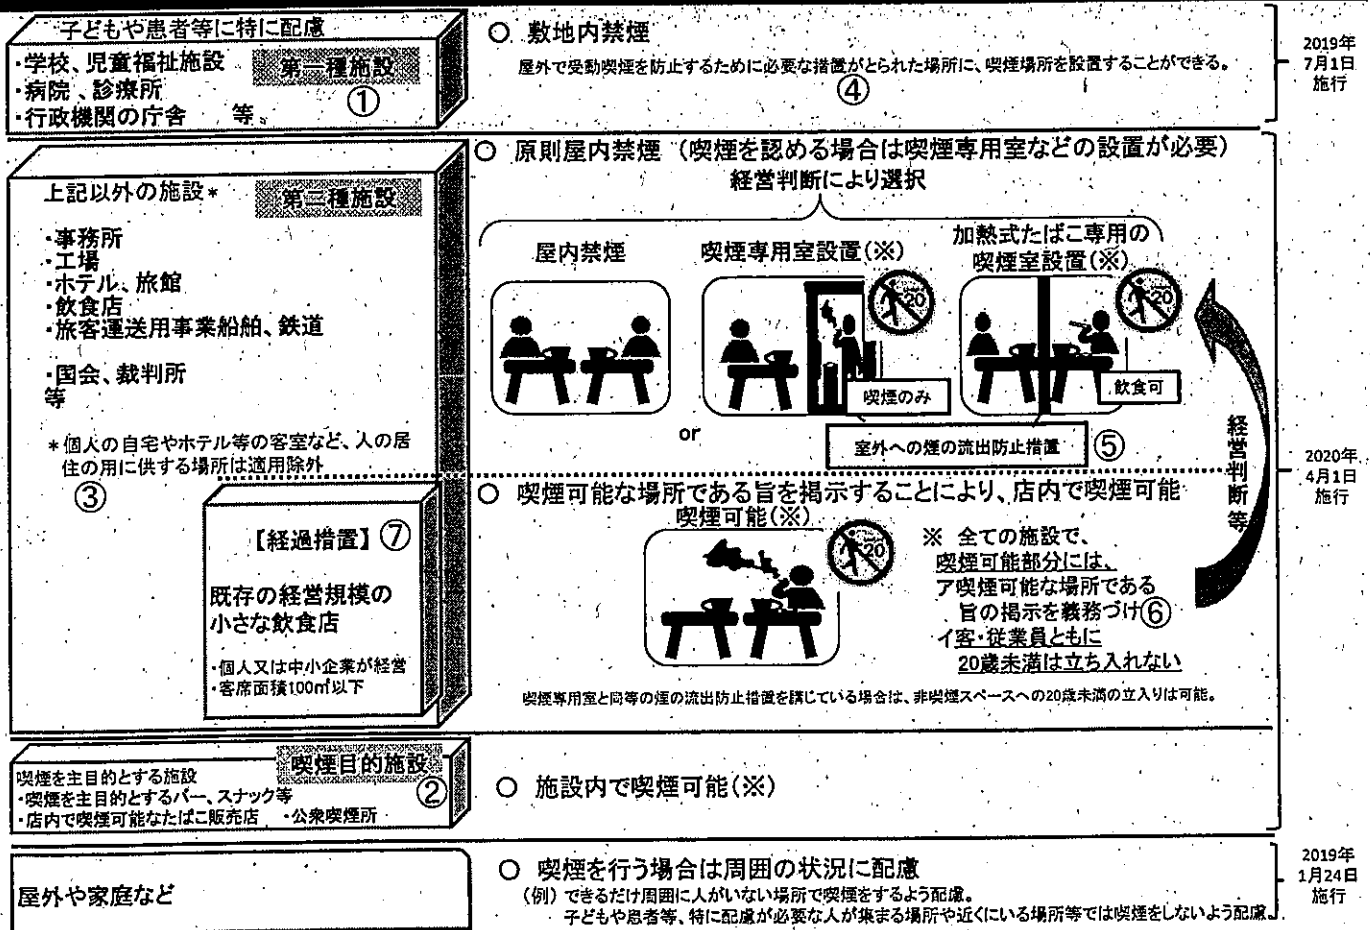 子どもや患者等に特に配慮
・学校、児童福祉施設
・病院、診療所
・行政機関の庁舎 等
第一種施設
①
○ 敷地内禁煙
屋外で受動喫煙を防止するために必要な措置がとられた場所に、喫煙場所を設置することができる。
④
2019年
7月1日
施行
上記以外の施設*
第二種施設
・事務所
・工場
・ホテル、旅館
・飲食店
・旅客運送用事業船舶、鉄道
・国会、裁判所
等
*個人の自宅やホテル等の客室など、人の居
住の用に供する場所は適用除外
③
○ 原則屋内禁煙 (喫煙を認める場合は喫煙専用室などの設置が必要)
経営判断により選択
屋内禁煙
喫煙専用室設置(※)
加熱式たばこ専用の
喫煙室設置(※)
20
20
喫煙のみ
飲食可
or
室外への煙の流出防止措置
⑤
経営判断等
2020年
4月1日
施行
【経過措置】⑦
既存の経営規模の
小さな飲食店
・個人又は中小企業が経営
・客席面積100㎡以下
○ 喫煙可能な場所である旨を掲示することにより、店内で喫煙可能
喫煙可能(※)
20
※ 全ての施設で、
喫煙可能部分には、
ア喫煙可能な場所である
旨の掲示を義務づけ⑥
イ客・従業員ともに
20歳未満は立ち入れない
喫煙専用室と同等の煙の流出防止措置を講じている場合は、非喫煙スペースへの20歳未満の立入りは可能。
喫煙を主目的とする施設
喫煙目的施設
・喫煙を主目的とするバー、スナック等
②
・店内で喫煙可能なたばこ販売店 ・公衆喫煙所
○ 施設内で喫煙可能(※)
屋外や家庭など
○ 喫煙を行う場合は周囲の状況に配慮
(例)できるだけ周囲に人がいない場所で喫煙をするよう配慮。
子どもや患者等、特に配慮が必要な人が集まる場所や近くにいる場所等では喫煙をしないよう配慮。
2019年
1月24日
施行